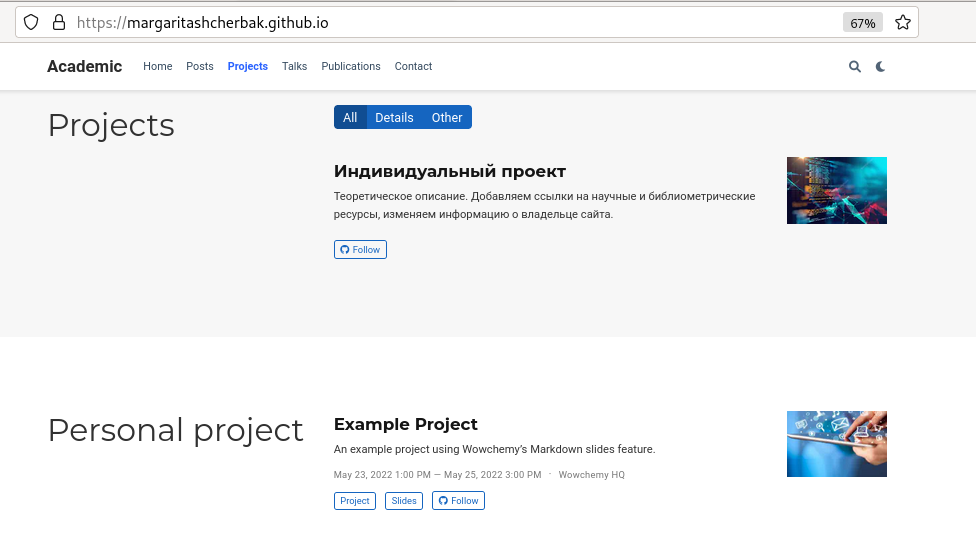 https://margaritashcherbak.github.io 67%
Academic Home Posts Projects Talks Publications Contact
Projects
All Details Other
Индивидуальный проект
Теоретическое описание. Добавляем ссылки на научные и библиометрические
ресурсы, изменяем информацию о владельце сайта.
Follow
Personal project
Example Project
An example project using Wowchemy’s Markdown slides feature.
May 23, 2022 1:00 PM — May 25, 2022 3:00 PM · Wowchemy HQ
Project Slides Follow